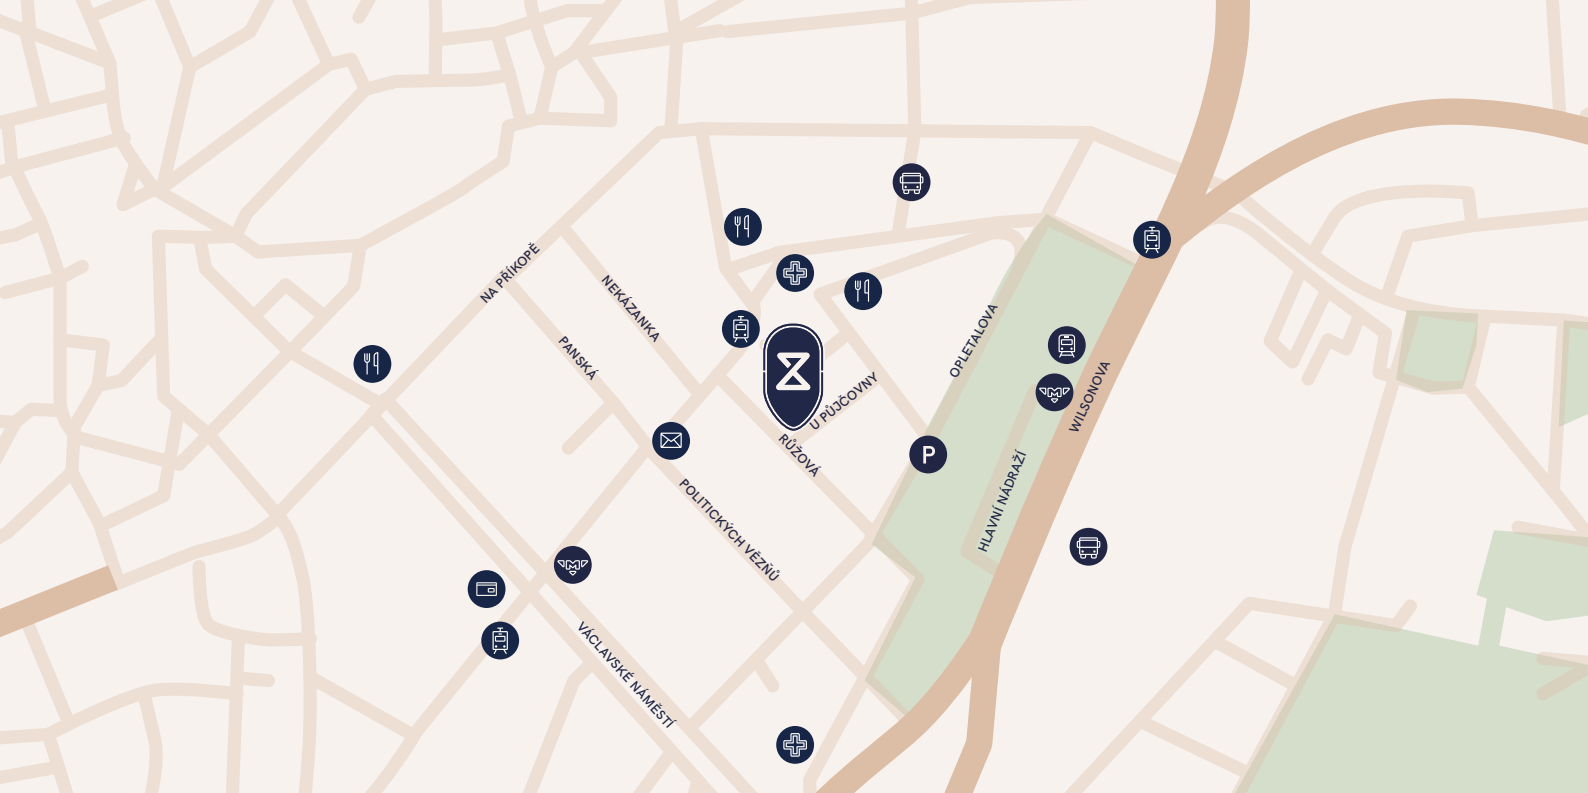 NA PŘÍKOPĚ
NEKÁZANKA
PANSKÁ
OPLETALOVA
U PŮJČOVNY
WILSONOVA
RŮŽOVÁ
P
HLAVNÍ NÁDRAŽÍ
POLITICKÝCH VĚZŇŮ
M
M
VÁCLAVSKÉ NÁMĚSTÍ